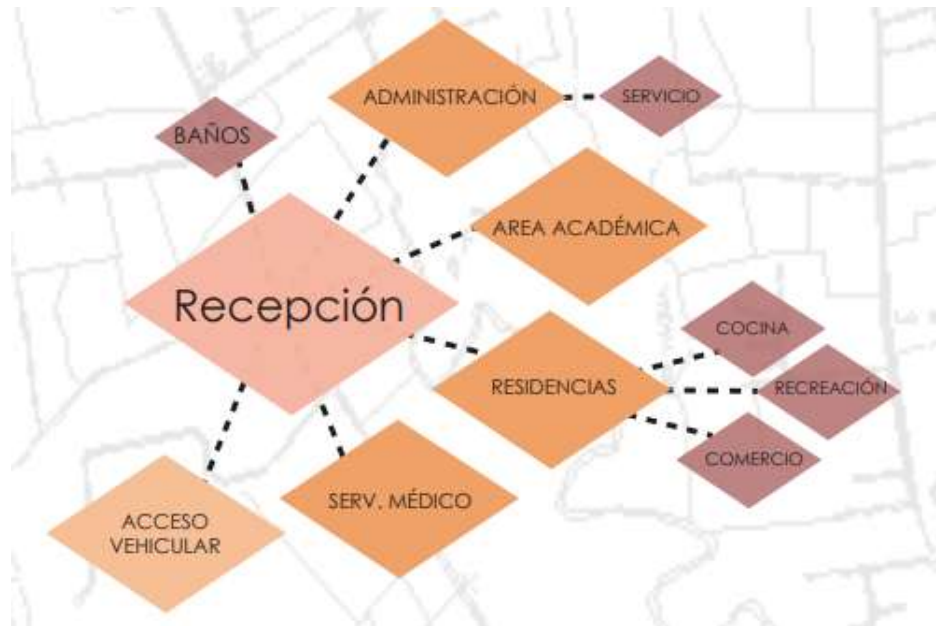 ADMINISTRACIÓN
SERVICIO
BAÑOS
AREA ACADÉMICA
Recepción
COCINA
RESIDENCIAS
RECREACIÓN
COMERCIO
SERV. MÉDICO
ACCESO
VEHICULAR